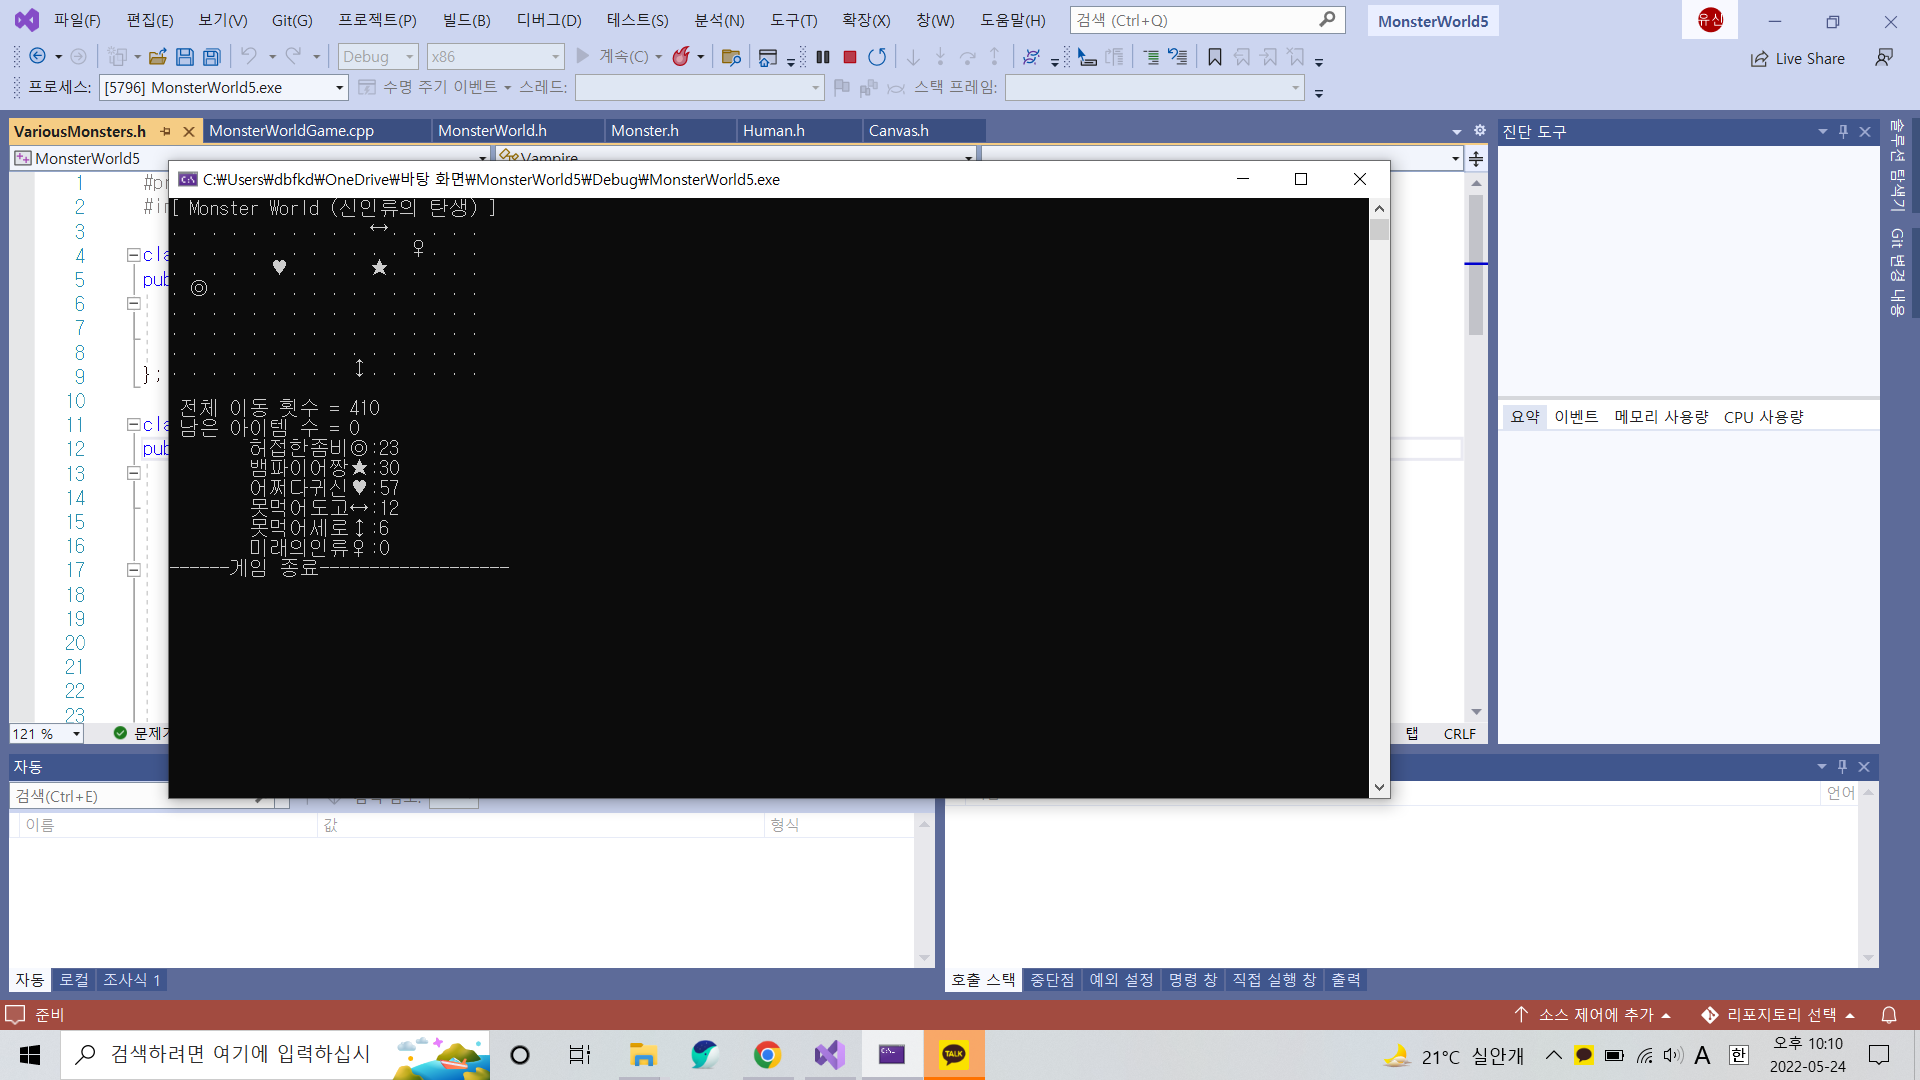 파일(F) 편집(E) 보기(V) Git(G) 프로젝트(P) 빌드(B) 디버그(D) 테스트(S) 분석(N) 도구(T) 확장(X) 창(W) 도움말(H) 검색 (Ctrl+Q) MonsterWorld5 유신
Debug x86 계속(C) Live Share
프로세스: [5796] MonsterWorld5.exe 수명 주기 이벤트 스레드: 스택 프레임:
VariousMonsters.h MonsterWorldGame.cpp MonsterWorld.h Monster.h Human.h Canvas.h
MonsterWorld5 Vampire
C:\Users\dbfkd\OneDrive\바탕 화면\MonsterWorld5\Debug\MonsterWorld5.exe
[ Monster World (신인류의 탄생) ]
. . . . . . . . . . ↔ . . . . .
. . . . . . . . . . . . ♀ . . .
. . . . . ♥ . . . . ★ . . . . .
. ◎ . . . . . . . . . . . . . .
. . . . . . . . . . . . . . . .
. . . . . . . . . . . . . . . .
. . . . . . . . . . . . . . . .
. . . . . . . . . ↕ . . . . . .
전체 이동 횟수 = 410
남은 아이템 수 = 0
허접한좀비◎:23
뱀파이어짱★:30
어쩌다귀신♥:57
못먹어도고↔:12
못먹어세로↕:6
미래의인류♀:0
------게임 종료-------------------
1 #p
2 #i
3
4 cla
5 pub
6
7
8
9 };
10
11 cla
12 pub
13
14
15
16
17
18
19
20
21
22
23
121 % 문제가 탭 CRLF
진단 도구
요약 이벤트 메모리 사용량 CPU 사용량
솔루션 탐색기
Git 변경 내용
자동
검색(Ctrl+E)
이름 값 형식
언어
자동 로컬 조사식 1
호출 스택 중단점 예외 설정 명령 창 직접 실행 창 출력
준비 소스 제어에 추가 리포지토리 선택
검색하려면 여기에 입력하십시 TALK 21°C 실안개 A 한 오후 10:10
2022-05-24